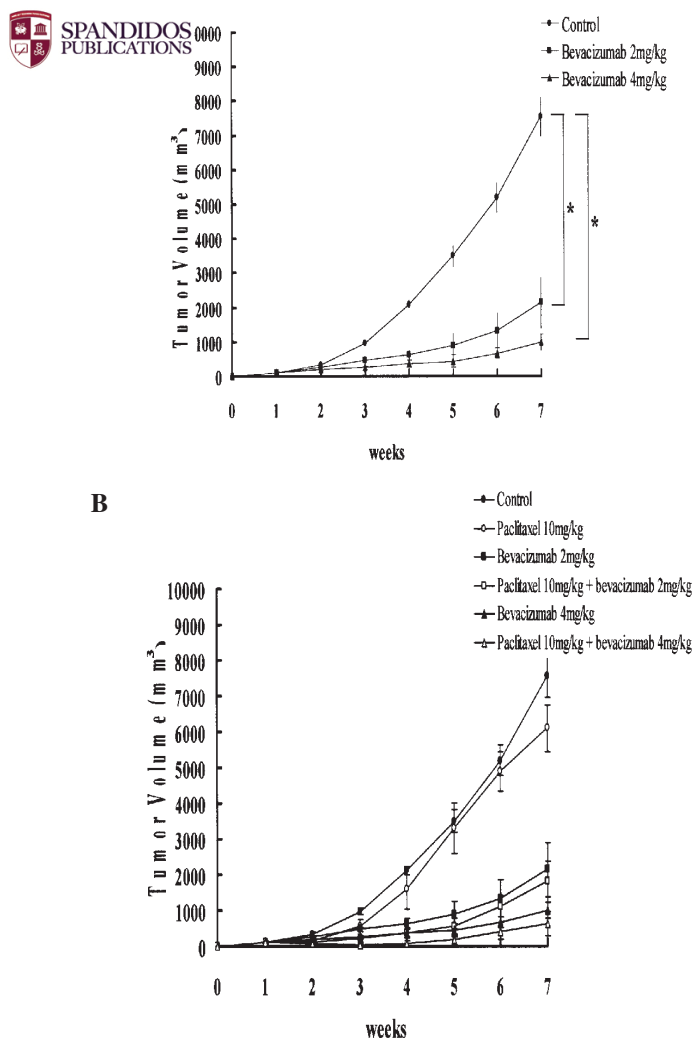 SPANDIDOS
PUBLICATIONS
Control
Bevacizumab 2mg/kg
Bevacizumab 4mg/kg
0000
9000
8000
7000
6000
5000
4000
3000
2000
1000
0
Tumor Volume (mm³)
*
*
0 1 2 3 4 5 6 7
weeks
B
Control
Paclitaxel 10mg/kg
Bevacizumab 2mg/kg
Paclitaxel 10mg/kg + bevacizumab 2mg/kg
Bevacizumab 4mg/kg
Paclitaxel 10mg/kg + bevacizumab 4mg/kg
10000
9000
8000
7000
6000
5000
4000
3000
2000
1000
0
Tumor Volume (mm³)
0 1 2 3 4 5 6 7
weeks